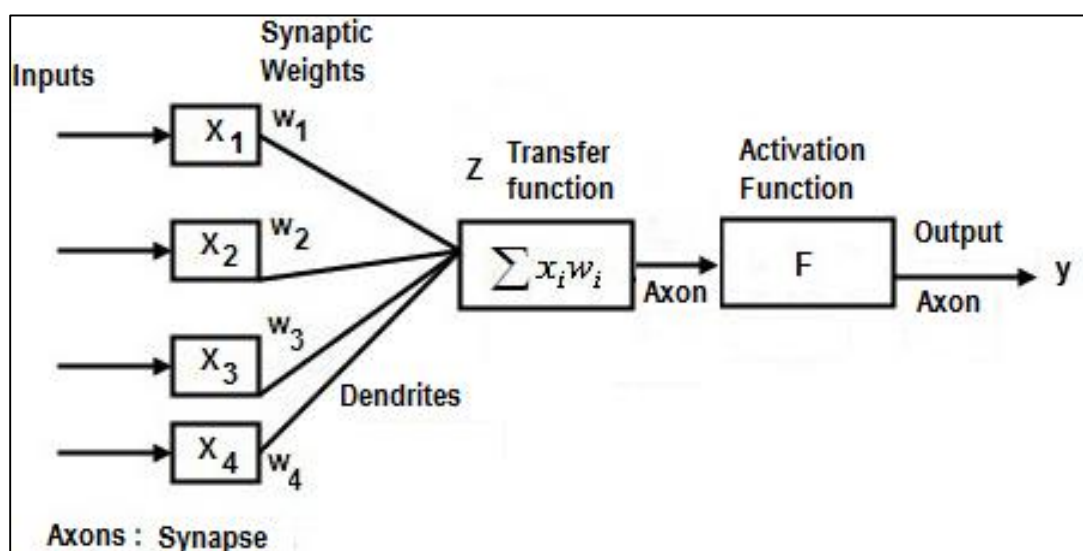 Inputs
Synaptic
Weights
X1
w1
X2
w2
X3
w3
X4
w4
Dendrites
Z
Transfer
function
∑ xiwi
Axon
Activation
Function
F
Output
Axon
y
Axons : Synapse